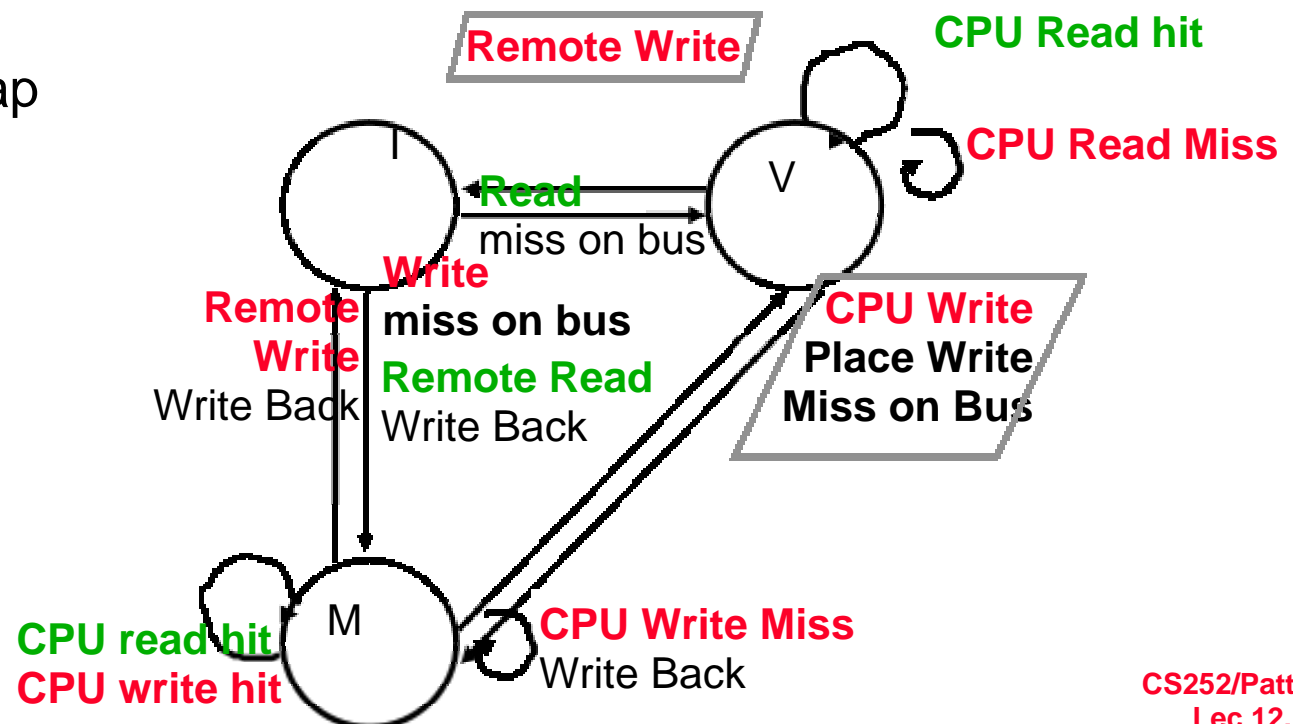 CPU Read hit
Remote Write
ap
CPU Read Miss
I
V
Read
miss on bus
Write
miss on bus
Remote
Write
Write Back
Remote Read
Write Back
CPU Write
Place Write
Miss on Bus
M
CPU read hit
CPU write hit
CPU Write Miss
Write Back
CS252/Patt
Lec 12.